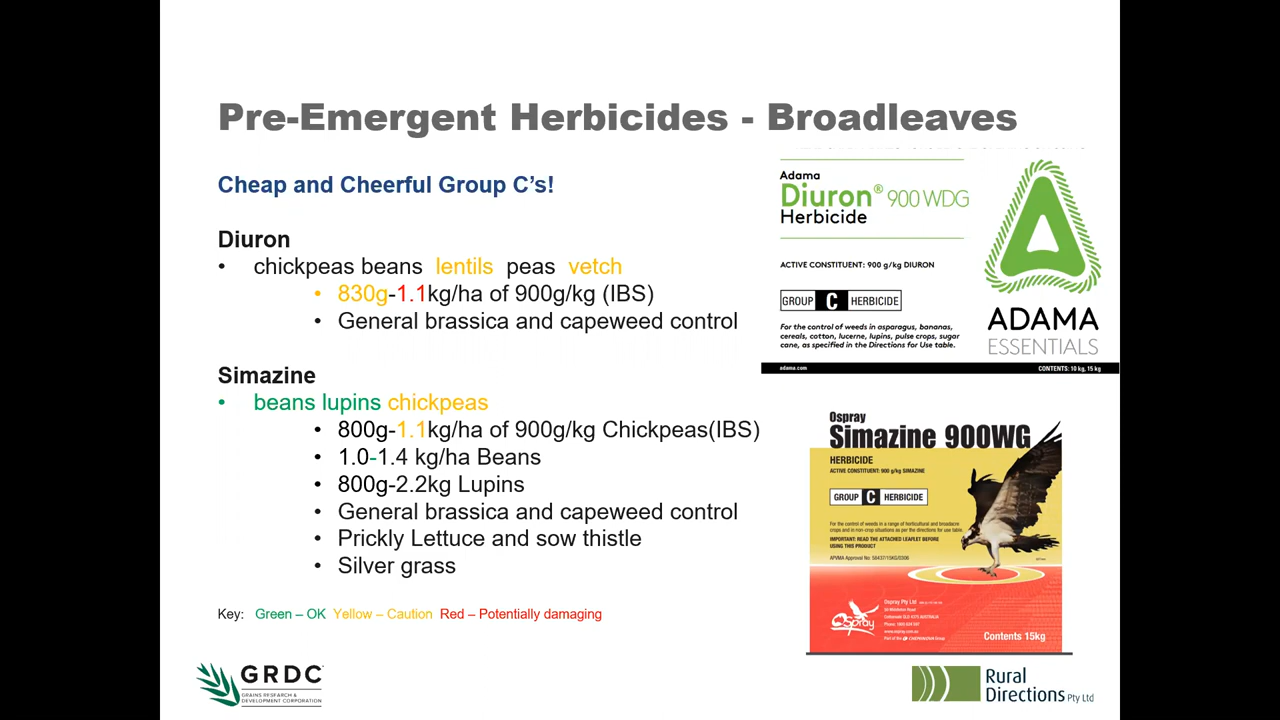 Pre-Emergent Herbicides - Broadleaves
Cheap and Cheerful Group C's!
Diuron
• chickpeas beans lentils peas vetch
• 830g-1.1kg/ha of 900g/kg (IBS)
• General brassica and capeweed control
Simazine
• beans lupins chickpeas
• 800g-1.1kg/ha of 900g/kg Chickpeas(IBS)
• 1.0-1.4 kg/ha Beans
• 800g-2.2kg Lupins
• General brassica and capeweed control
• Prickly Lettuce and sow thistle
• Silver grass
Key: Green – OK Yellow – Caution Red – Potentially damaging
Adama
Diuron® 900 WDG
Herbicide
ACTIVE CONSTITUENT: 900 g/kg DIURON
GROUP C HERBICIDE
For the control of weeds in asparagus, bananas,
cereals, cotton, lucerne, lupins, pulse crops, sugar
cane, as specified in the Directions for Use table.
ADAMA
ESSENTIALS
adama.com
CONTENTS: 10 kg, 15 kg
Ospray
Simazine 900WG
HERBICIDE
ACTIVE CONSTITUENT: 900 g/kg SIMAZINE
GROUP C HERBICIDE
For the control of weeds in a range of horticultural and broadacre
crops and in non-crop situations as per the directions for use table.
IMPORTANT: READ THE ATTACHED LEAFLET BEFORE
USING THIS PRODUCT
Ospray
Ospray Pty Ltd
Contents 15kg
GRDC
GRAINS RESEARCH &
DEVELOPMENT CORPORATION
Rural
Directions Pty Ltd